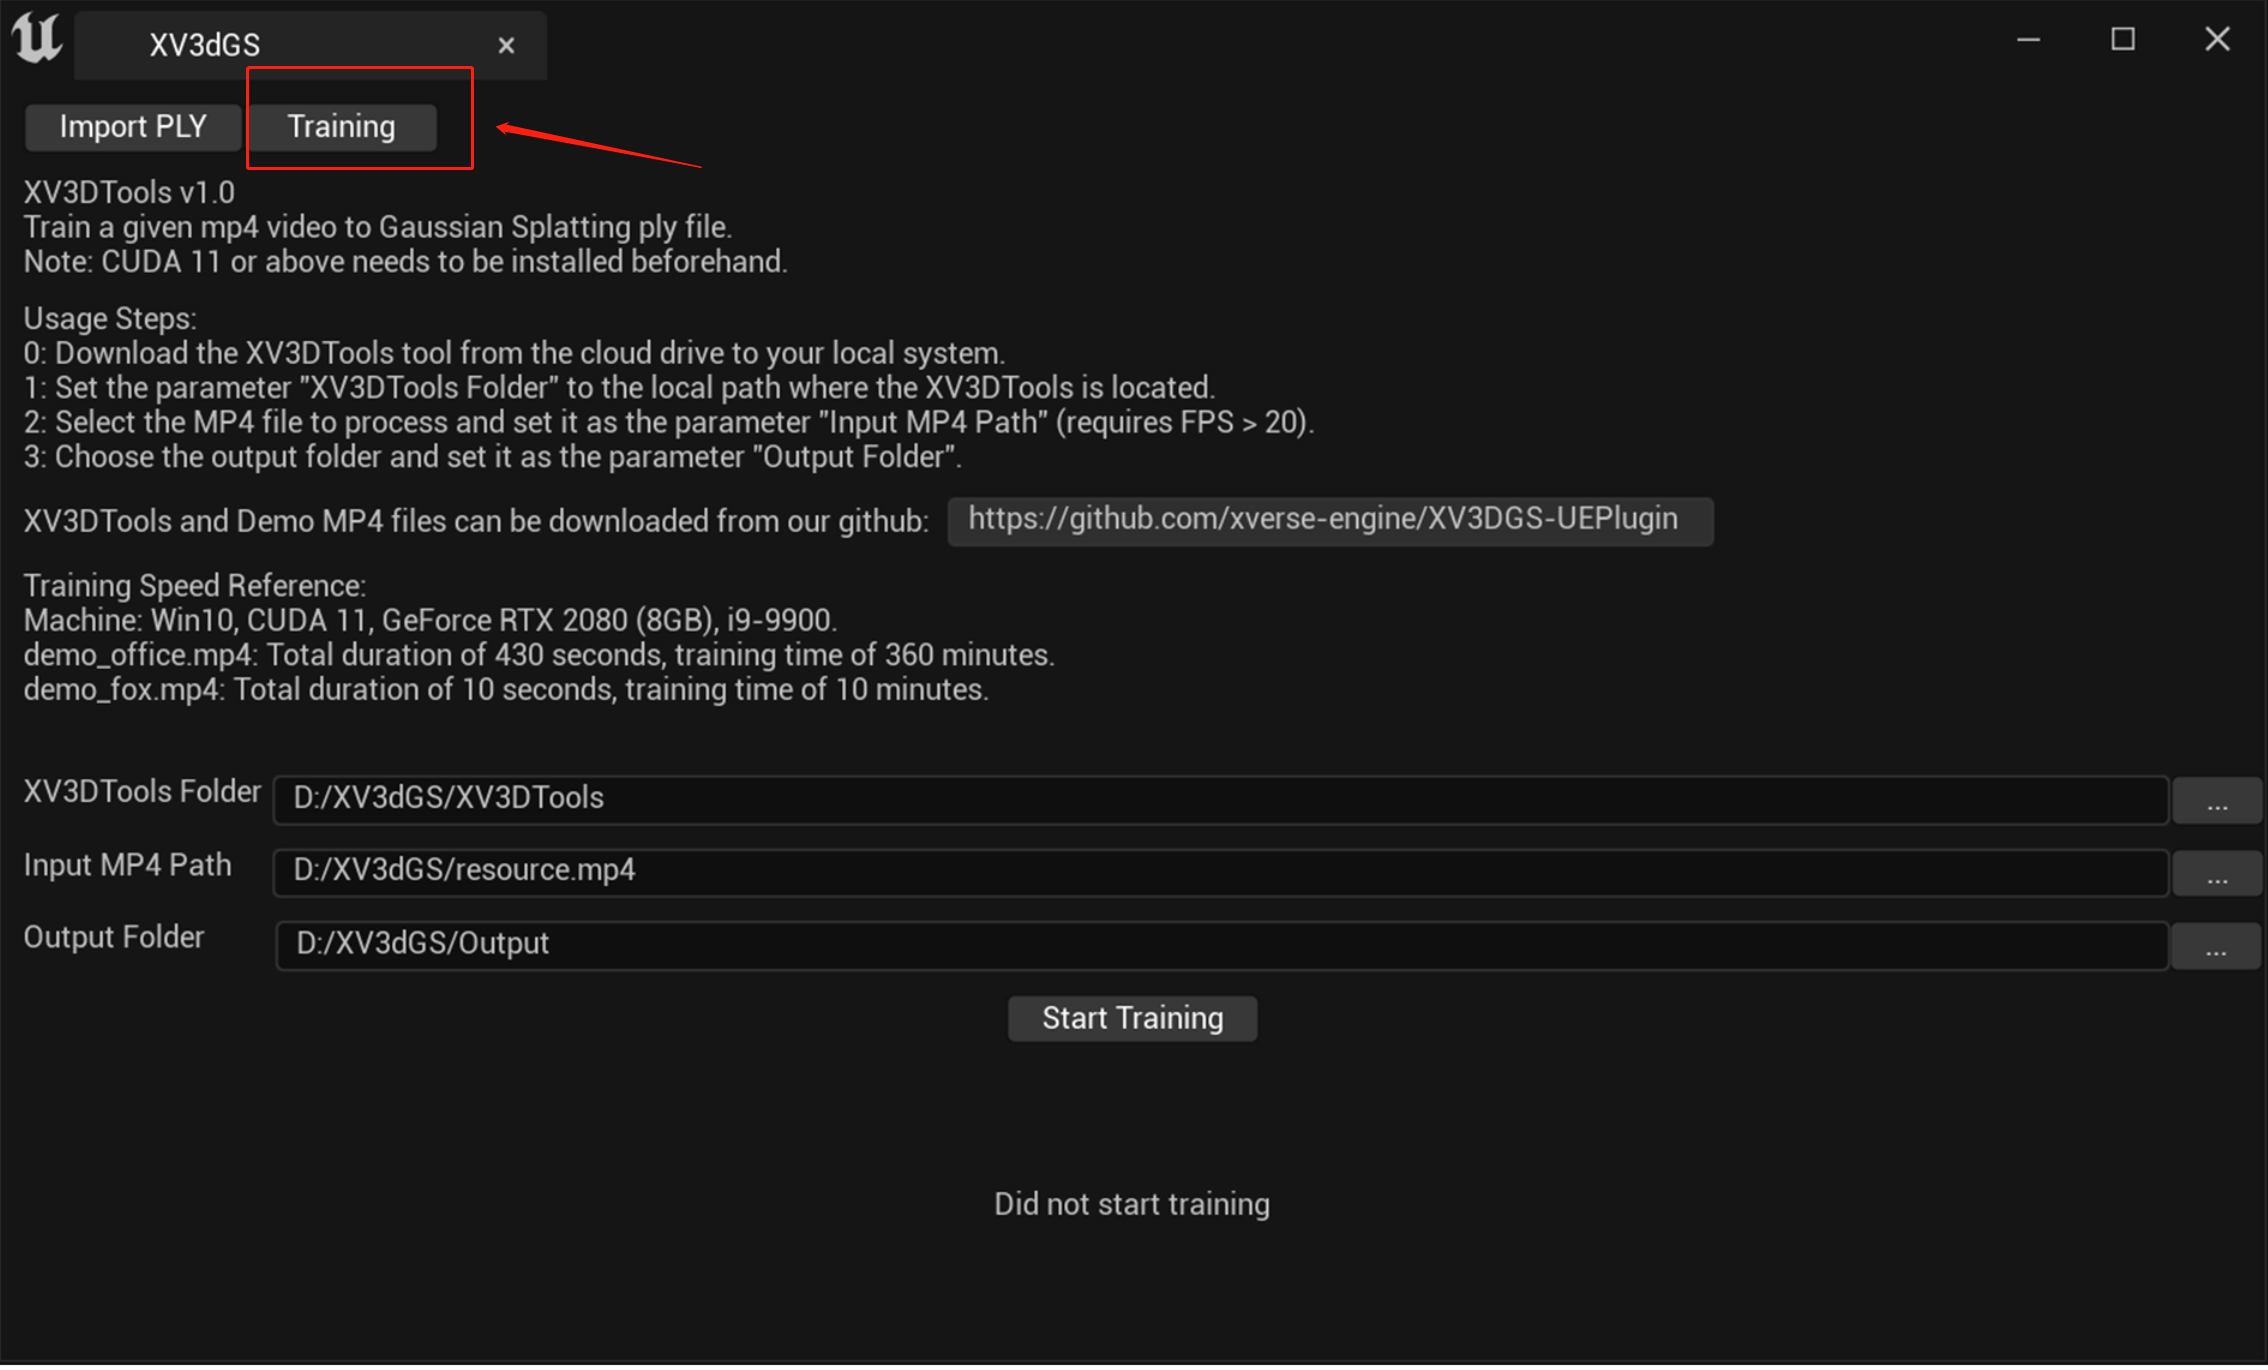 XV3dGS
Import PLY
Training
XV3DTools v1.0
Train a given mp4 video to Gaussian Splatting ply file.
Note: CUDA 11 or above needs to be installed beforehand.
Usage Steps:
0: Download the XV3DTools tool from the cloud drive to your local system.
1: Set the parameter "XV3DTools Folder" to the local path where the XV3DTools is located.
2: Select the MP4 file to process and set it as the parameter "Input MP4 Path" (requires FPS > 20).
3: Choose the output folder and set it as the parameter "Output Folder".
XV3DTools and Demo MP4 files can be downloaded from our github: https://github.com/xverse-engine/XV3DGS-UEPlugin
Training Speed Reference:
Machine: Win10, CUDA 11, GeForce RTX 2080 (8GB), i9-9900.
demo_office.mp4: Total duration of 430 seconds, training time of 360 minutes.
demo_fox.mp4: Total duration of 10 seconds, training time of 10 minutes.
XV3DTools Folder D:/XV3dGS/XV3DTools ...
Input MP4 Path D:/XV3dGS/resource.mp4 ...
Output Folder D:/XV3dGS/Output ...
Start Training
Did not start training